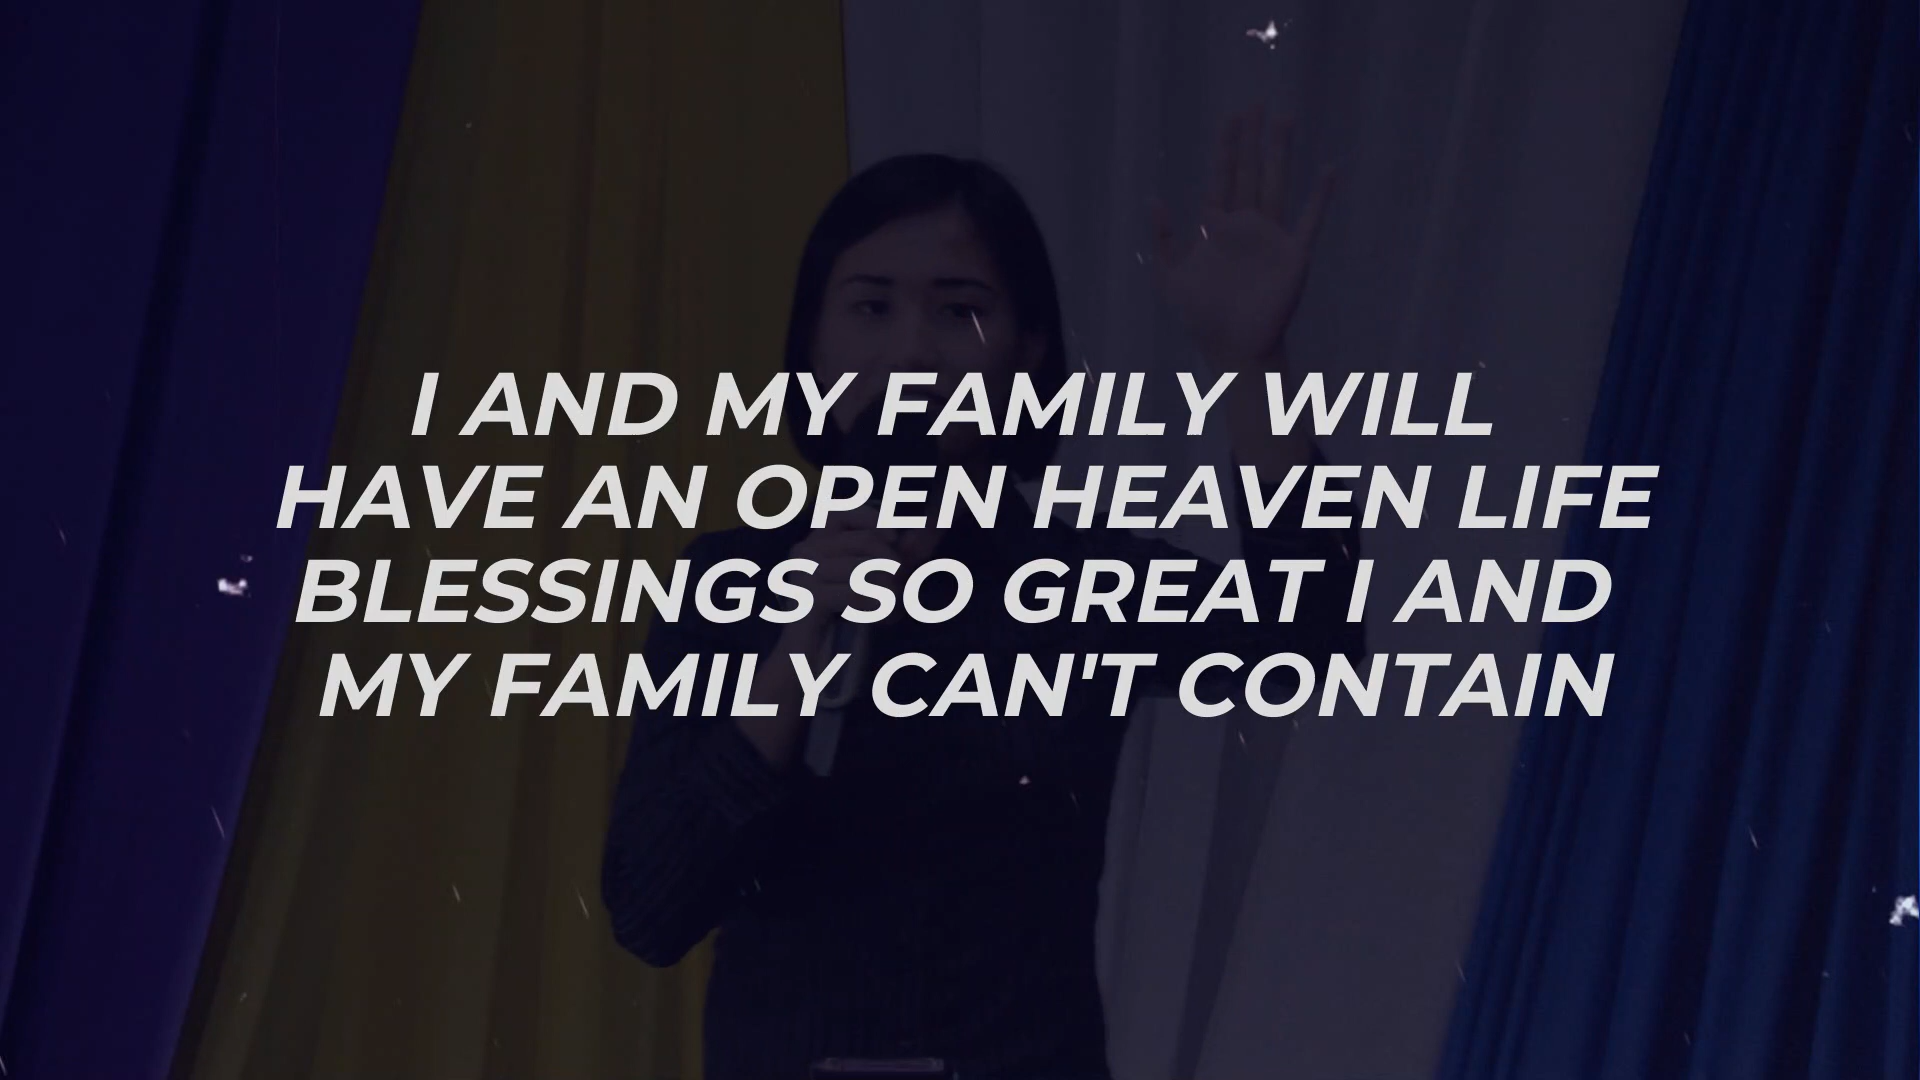 I AND MY FAMILY WILL
HAVE AN OPEN HEAVEN LIFE
BLESSINGS SO GREAT I AND
MY FAMILY CAN'T CONTAIN